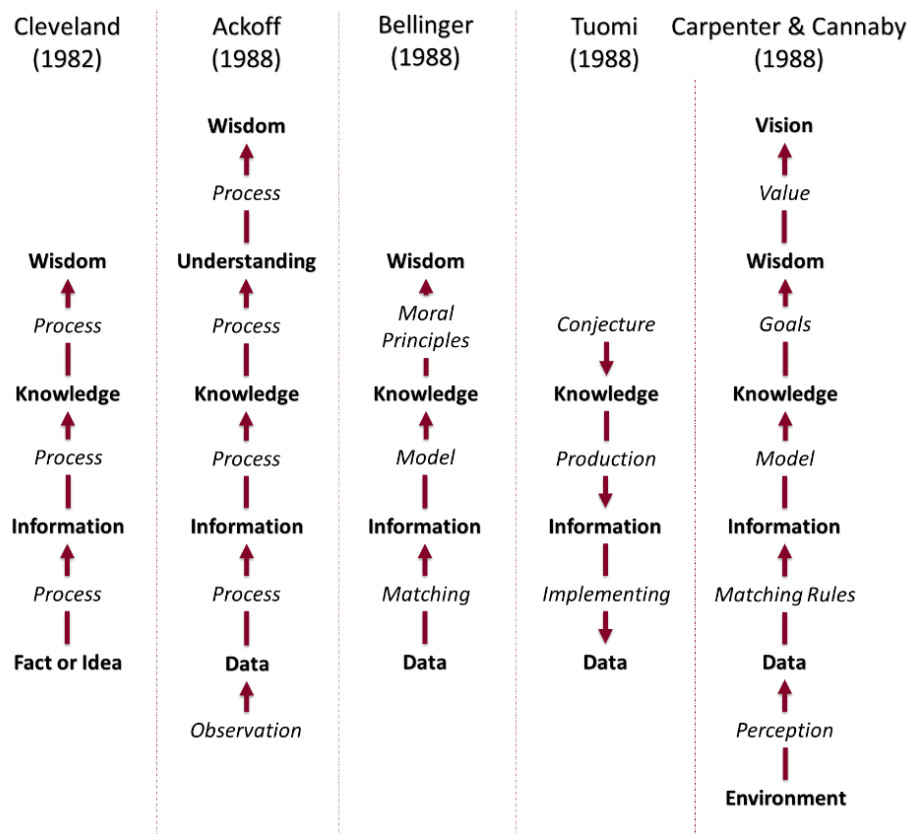 Cleveland
(1982)
Wisdom
Process
Knowledge
Process
Information
Process
Fact or Idea
Ackoff
(1988)
Wisdom
Process
Understanding
Process
Knowledge
Process
Information
Process
Data
Observation
Bellinger
(1988)
Wisdom
Moral
Principles
Knowledge
Model
Information
Matching
Data
Tuomi
(1988)
Conjecture
Knowledge
Production
Information
Implementing
Data
Carpenter & Cannaby
(1988)
Vision
Value
Wisdom
Goals
Knowledge
Model
Information
Matching Rules
Data
Perception
Environment